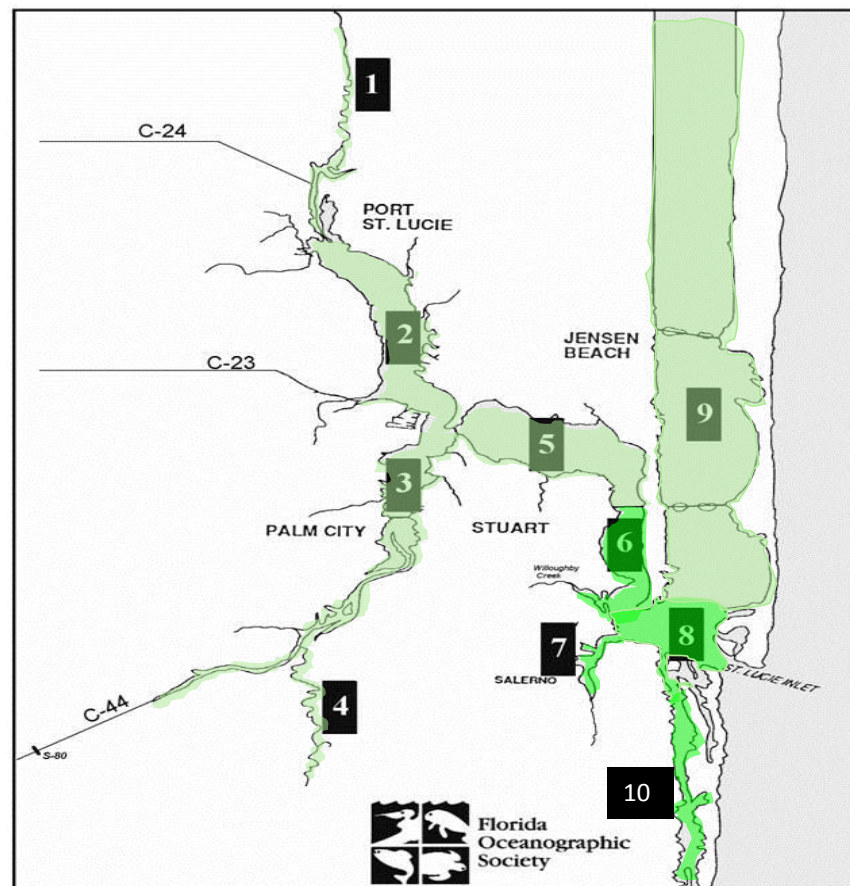 1
C-24
PORT
ST. LUCIE
2
JENSEN
BEACH
C-23
9
5
3
PALM CITY
STUART
6
Willoughby
Creek
7
8
SALERNO
ST. LUCIE INLET
4
C-44
S-80
10
Florida
Oceanographic
Society